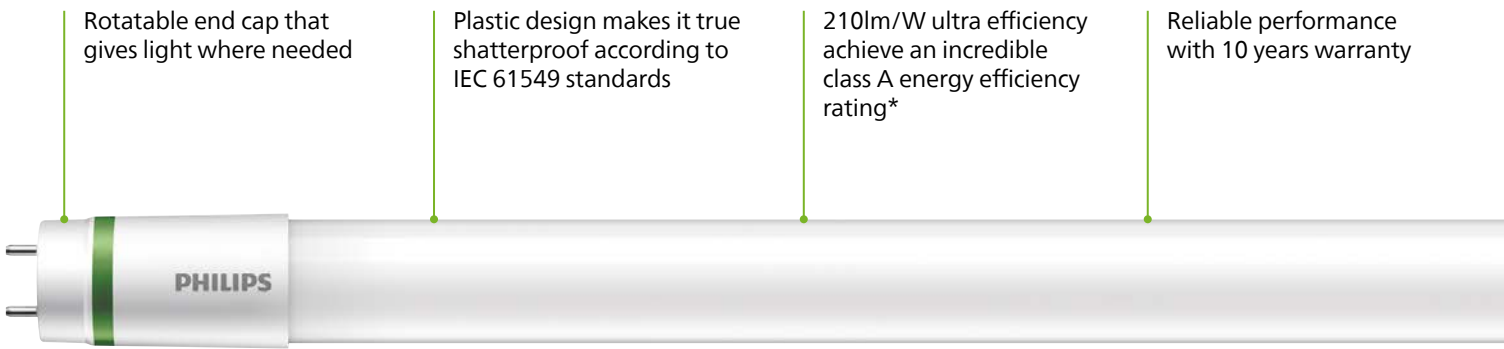 Rotatable end cap that
gives light where needed
Plastic design makes it true
shatterproof according to
IEC 61549 standards
210lm/W ultra efficiency
achieve an incredible
class A energy efficiency
rating*
Reliable performance
with 10 years warranty
PHILIPS